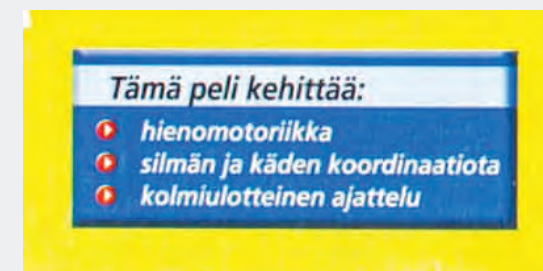 Tämä peli kehittää:
hienomotoriikka
silmän ja käden koordinaatiota
kolmiulotteinen ajattelu